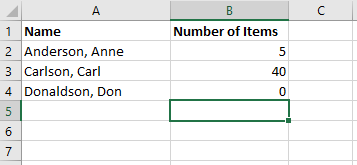 A B C
1 Name Number of Items
2 Anderson, Anne 5
3 Carlson, Carl 40
4 Donaldson, Don 0
5
6
7